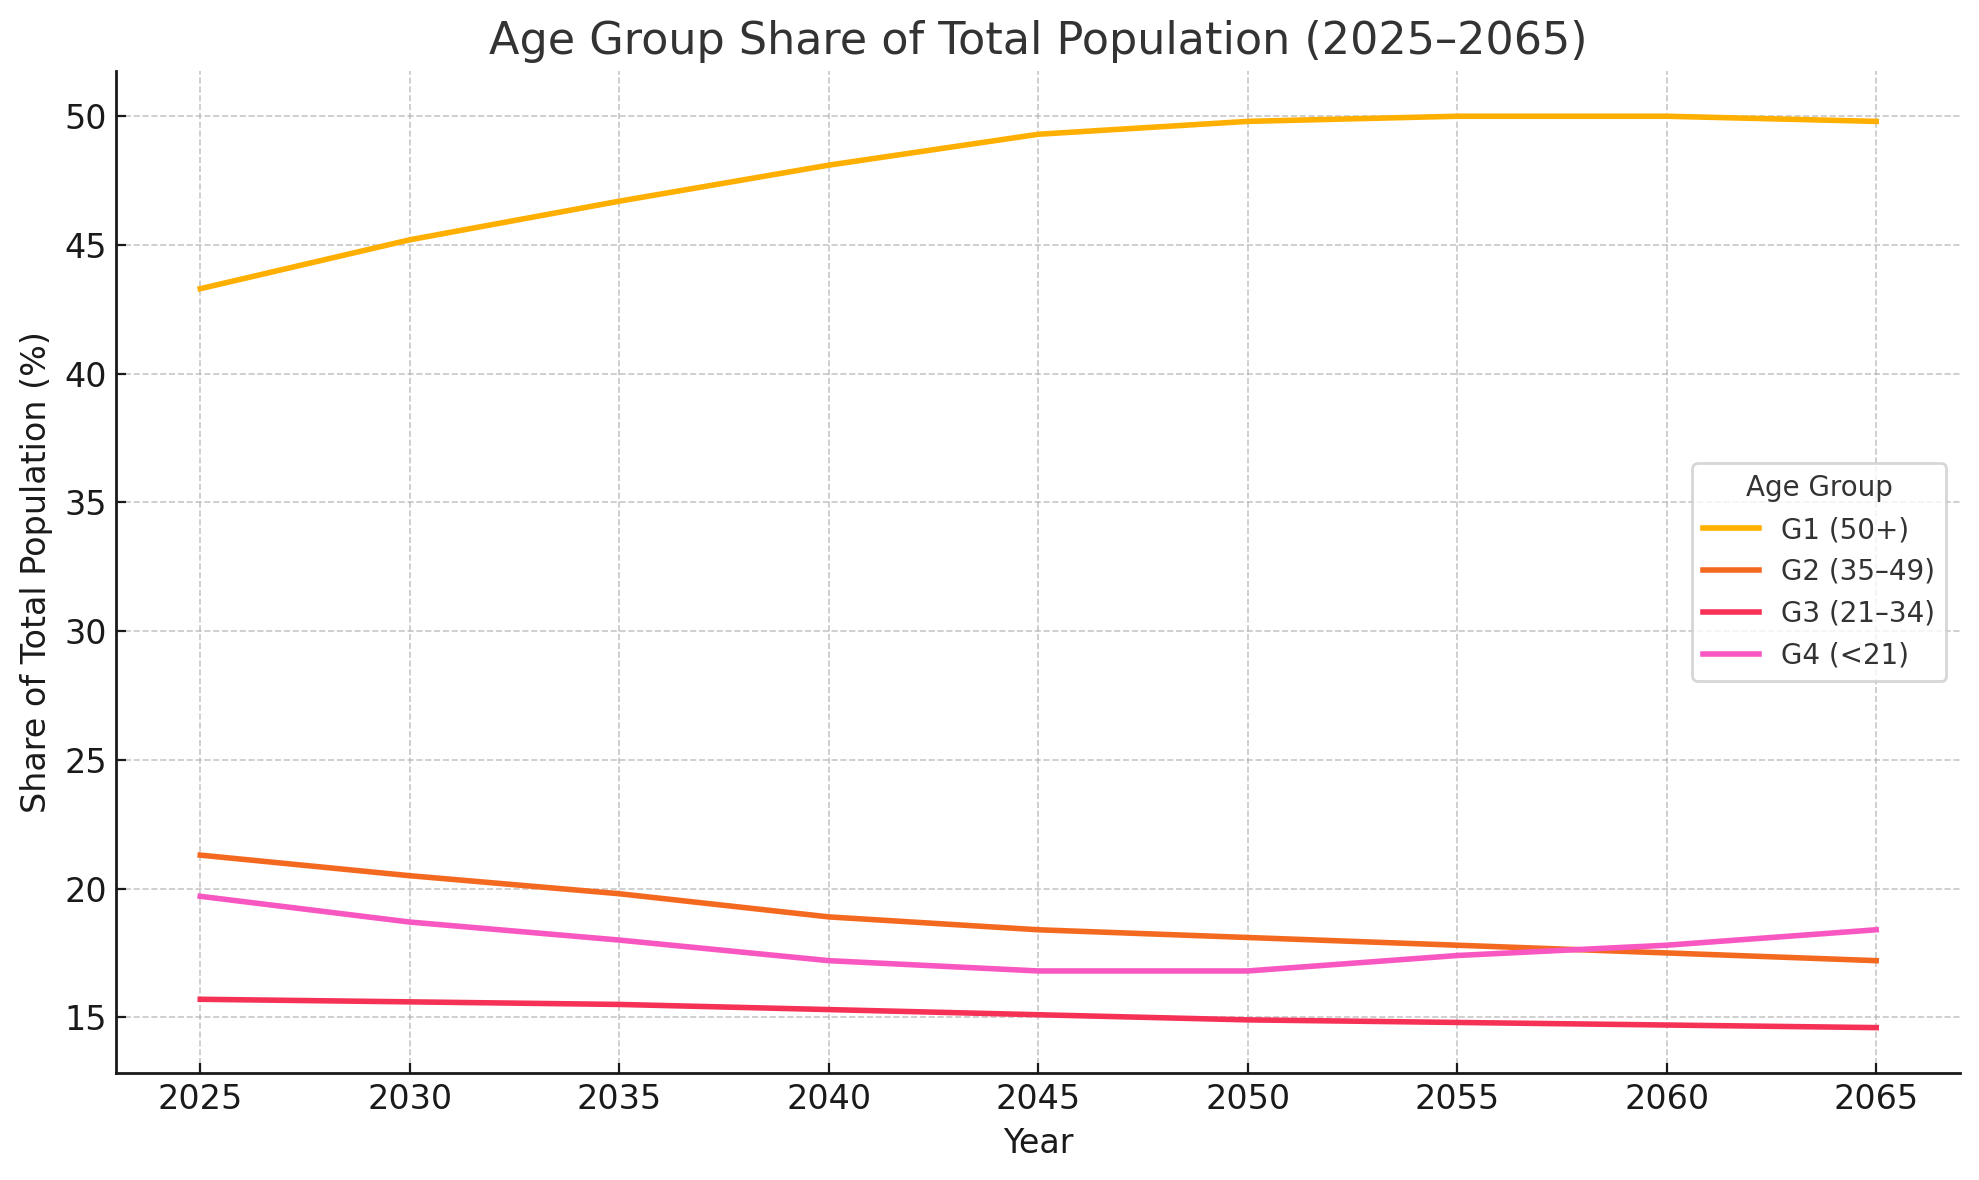 Age Group Share of Total Population (2025–2065)
Share of Total Population (%)
50
45
40
35
30
25
20
15
Age Group
G1 (50+)
G2 (35–49)
G3 (21–34)
G4 (<21)
2025 2030 2035 2040 2045 2050 2055 2060 2065
Year